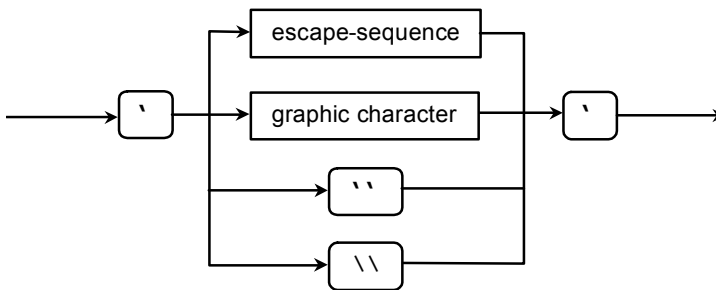 escape-sequence
‵ graphic character ‵
‵‵
\\